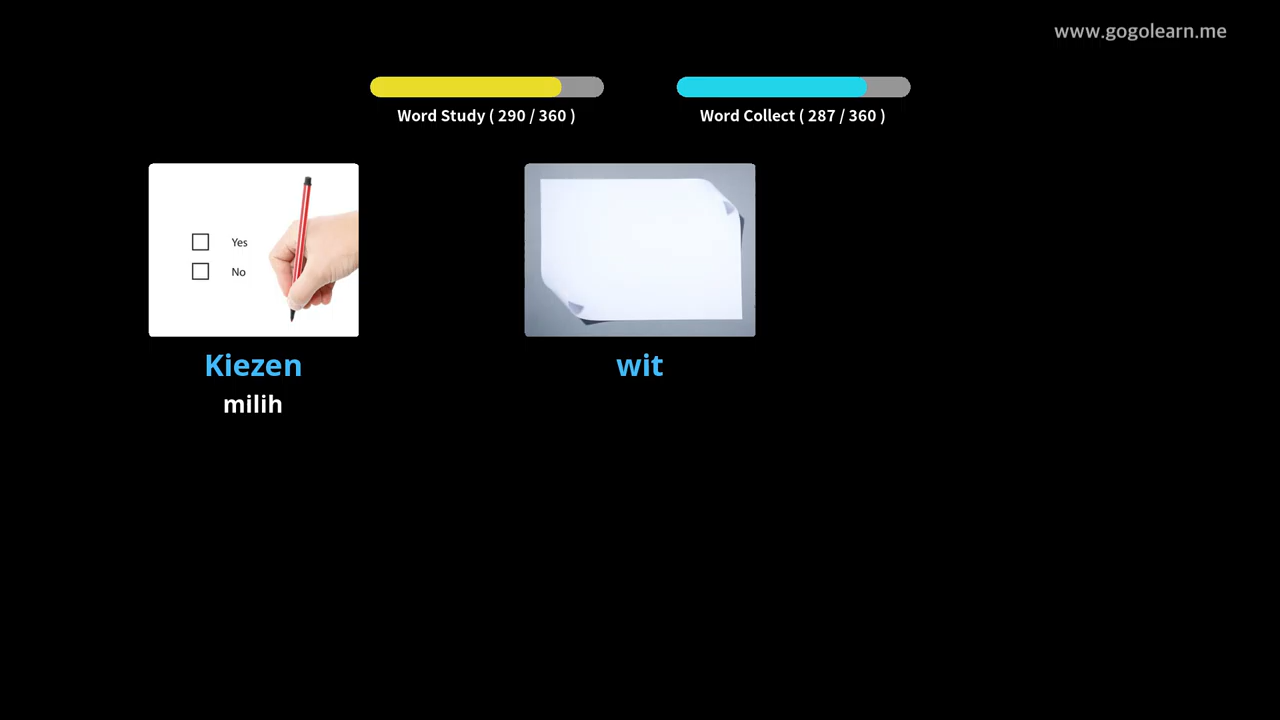 www.gogolearn.me
Word Study ( 290 / 360 )
Word Collect ( 287 / 360 )
Yes
No
Kiezen
milih
wit